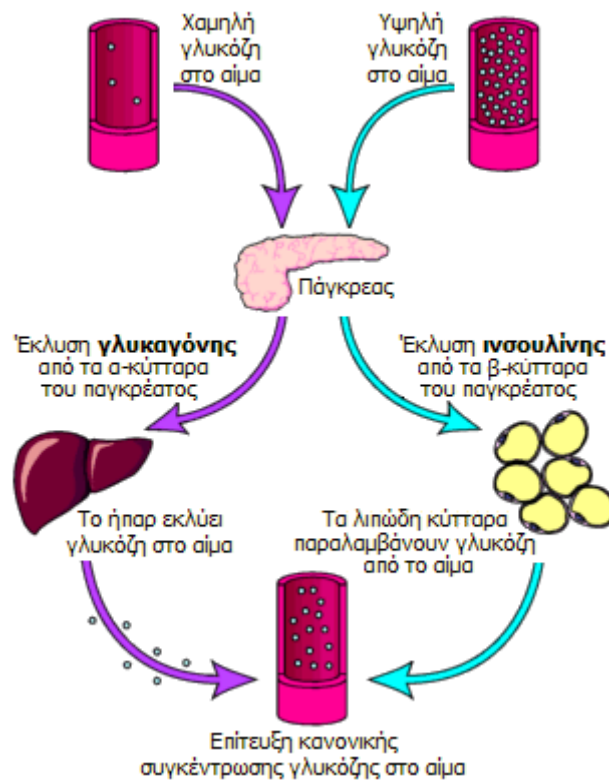 Χαμηλή
γλυκόζη
στο αίμα
Υψηλή
γλυκόζη
στο αίμα
Πάγκρεας
Έκλυση γλυκαγόνης
από τα α-κύτταρα
του παγκρέατος
Έκλυση ινσουλίνης
από τα β-κύτταρα
του παγκρέατος
Το ήπαρ εκλύει
γλυκόζη στο αίμα
Τα λιπώδη κύτταρα
παραλαμβάνουν γλυκόζη
από το αίμα
Επίτευξη κανονικής
συγκέντρωσης γλυκόζης στο αίμα